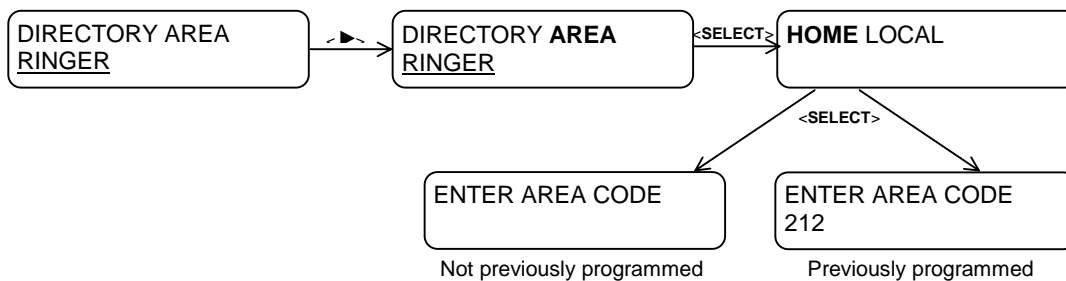 DIRECTORY AREA
RINGER
< ▶ >
DIRECTORY AREA
RINGER
<SELECT>
HOME LOCAL
<SELECT>
ENTER AREA CODE
ENTER AREA CODE
212
Not previously programmed
Previously programmed